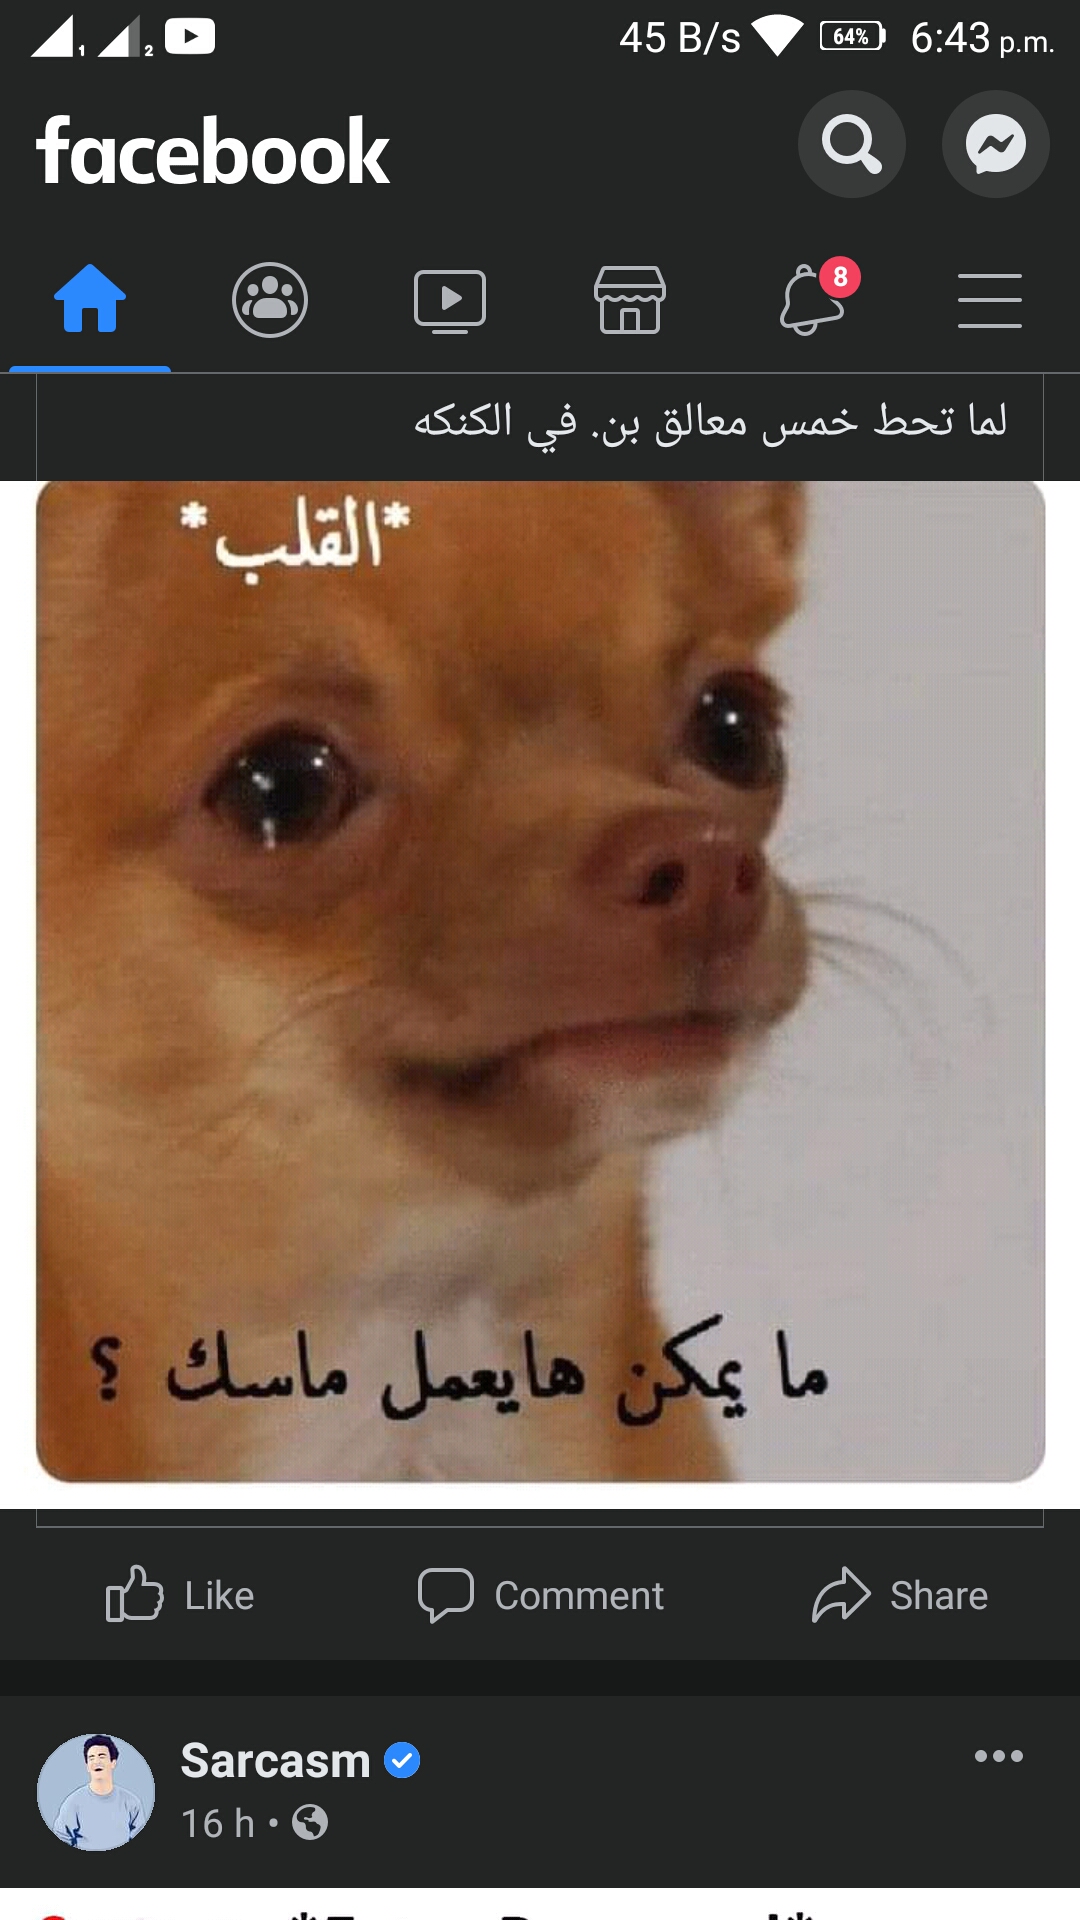 45 B/s 64% 6:43 p.m.
facebook
8
لما تحط خمس معالق بن. في الكنكه
*القلب*
ما يمكن هايعمل ماسك ؟
Like Comment Share
Sarcasm
16 h •